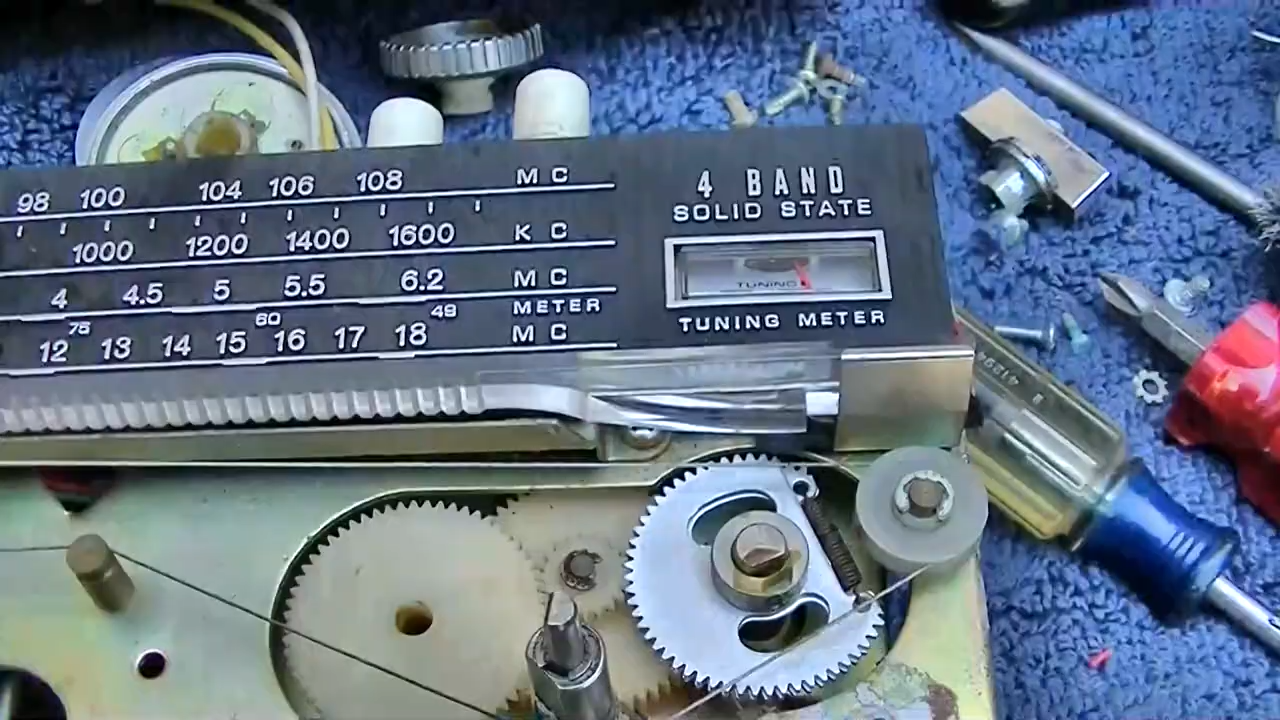 98 100 104 106 108 MC
1000 1200 1400 1600 KC
4 4.5 5 5.5 6.2 MC
75 60 49 METER
12 13 14 15 16 17 18 MC
4 BAND
SOLID STATE
TUNING
TUNING METER
41294